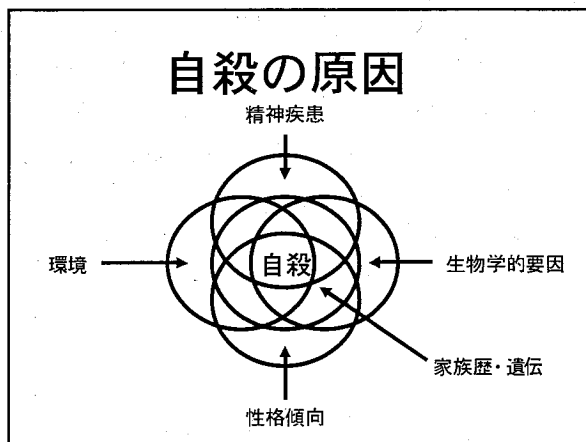 自殺の原因
精神疾患
環境
自殺
生物学的要因
家族歴・遺伝
性格傾向